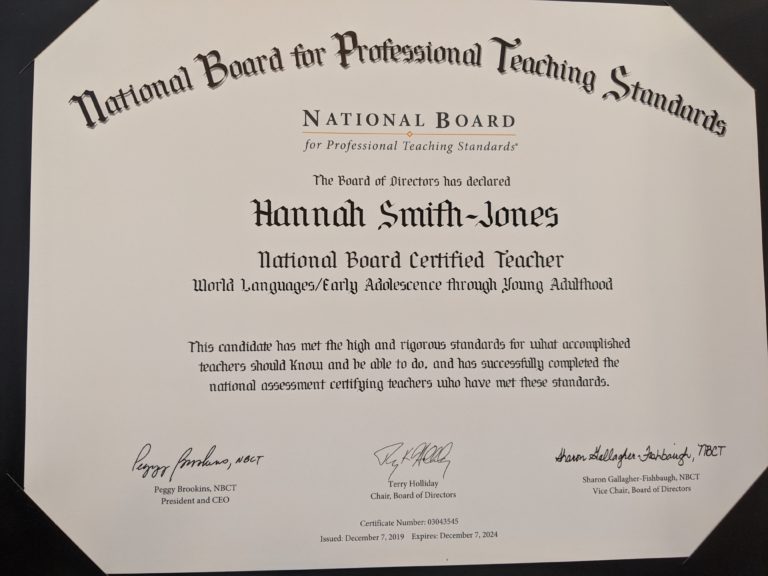 National Board for Professional Teaching Standards
NATIONAL BOARD
for Professional Teaching Standards®
The Board of Directors has declared
Hannah Smith-Jones
National Board Certified Teacher
World Languages/Early Adolescence through Young Adulthood
This candidate has met the high and rigorous standards for what accomplished
teachers should know and be able to do, and has successfully completed the
national assessment certifying teachers who have met these standards.
Peggy Brookins, NBCT
Sharon Gallagher-Fishbaugh, NBCT
Peggy Brookins, NBCT
President and CEO
Terry Holliday
Chair, Board of Directors
Sharon Gallagher-Fishbaugh, NBCT
Vice Chair, Board of Directors
Certificate Number: 03043545
Issued: December 7, 2019 Expires: December 7, 2024